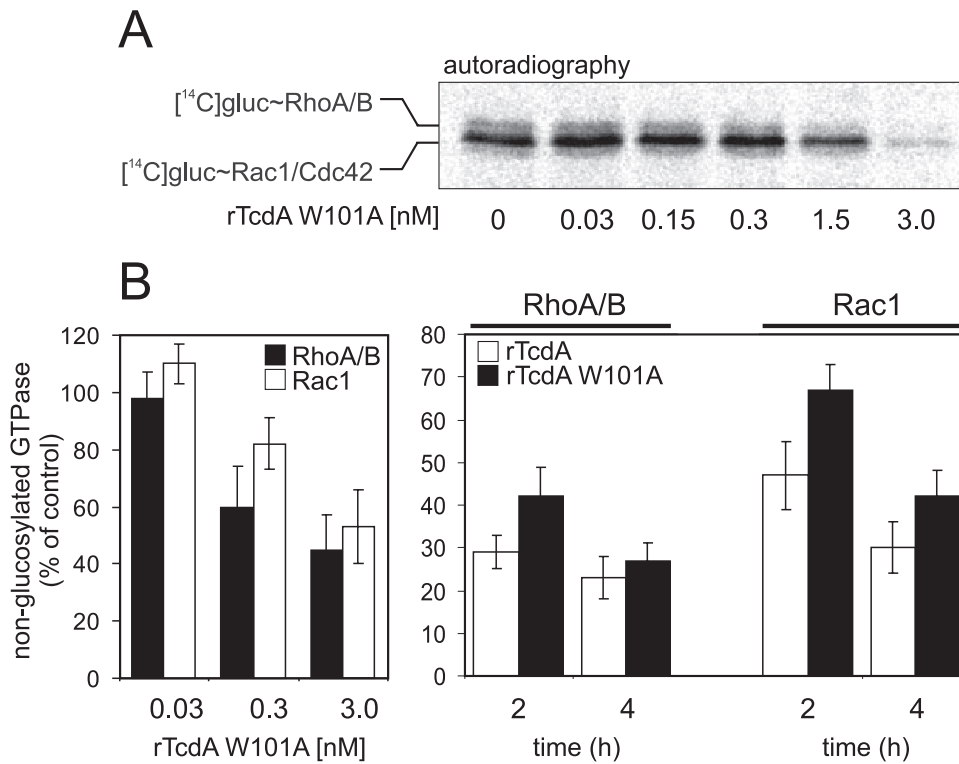 A
autoradiography
[¹⁴C]gluc~RhoA/B
[¹⁴C]gluc~Rac1/Cdc42
rTcdA W101A [nM] 0 0.03 0.15 0.3 1.5 3.0
B
non-glucosylated GTPase
(% of control)
120
100
80
60
40
20
0
RhoA/B
Rac1
0.03 0.3 3.0
rTcdA W101A [nM]
RhoA/B Rac1
80
70
60
50
40
30
20
10
0
rTcdA
rTcdA W101A
2 4 2 4
time (h) time (h)